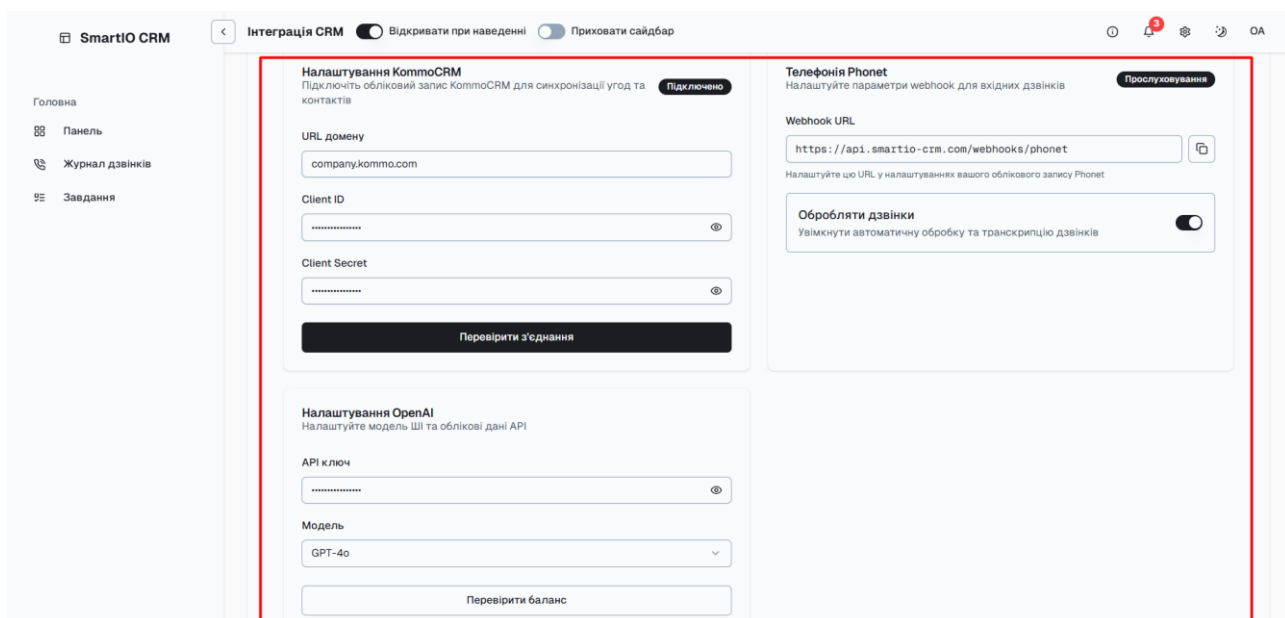 SmartIO CRM
Інтеграція CRM
Відкривати при наведенні
Приховати сайдбар
3
OA
Головна
Панель
Журнал дзвінків
Завдання
Налаштування KommoCRM
Підключіть обліковий запис KommoCRM для синхронізації угод та
контактів
Підключено
URL домену
company.kommo.com
Client ID
••••••••••••••••
Client Secret
••••••••••••••••
Перевірити з'єднання
Телефонія Phonet
Налаштуйте параметри webhook для вхідних дзвінків
Прослуховування
Webhook URL
https://api.smartio-crm.com/webhooks/phonet
Налаштуйте цю URL у налаштуваннях вашого облікового запису Phonet
Обробляти дзвінки
Увімкнути автоматичну обробку та транскрипцію дзвінків
Налаштування OpenAI
Налаштуйте модель ШІ та облікові дані API
API ключ
••••••••••••••••
Модель
GPT-4o
Перевірити баланс